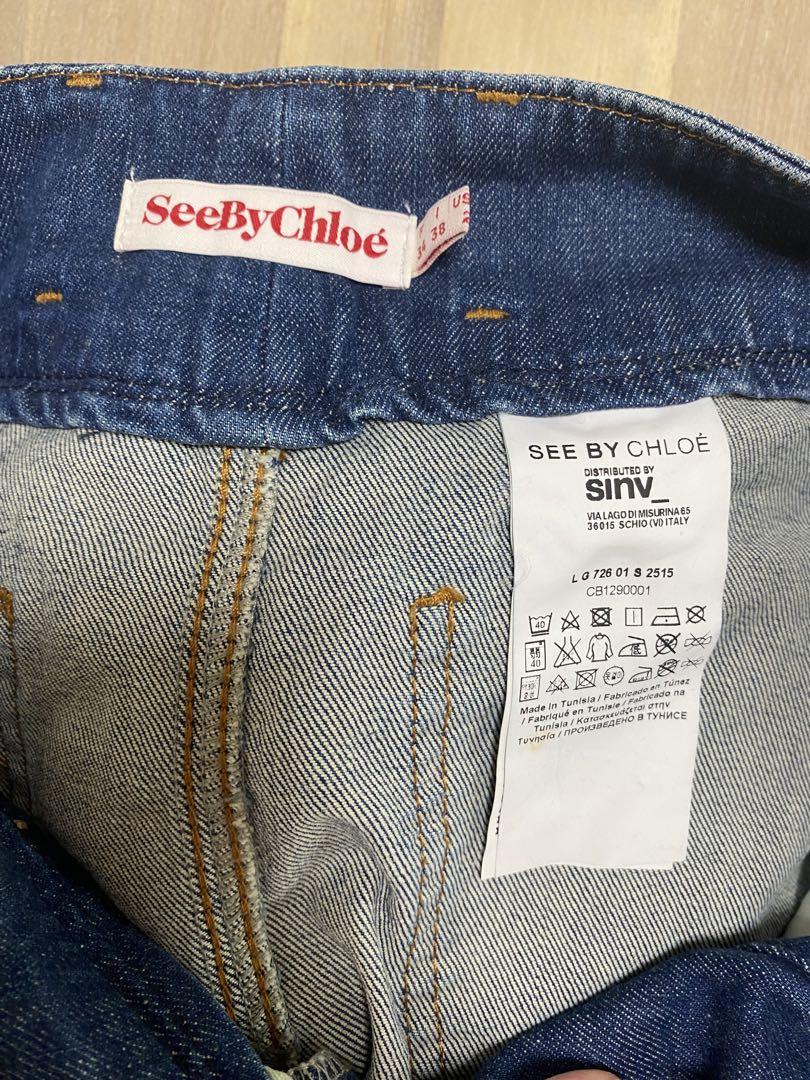 SeeByChloé
I US
34 38
SEE BY CHLOÉ
DISTRIBUTED BY
sinv_
VIA LAGO DI MISURINA 65
36015 SCHIO (VI) ITALY
L G 726 01 S 2515
CB1290001
40
40
Made in Tunisia / Fabricado en Túnez
/ Fabriqué en Tunisie / Fabricado na
Tunísia / Κατασκευάζεται στην
Τυνησία / ПРОИЗВЕДЕНО В ТУНИСЕ